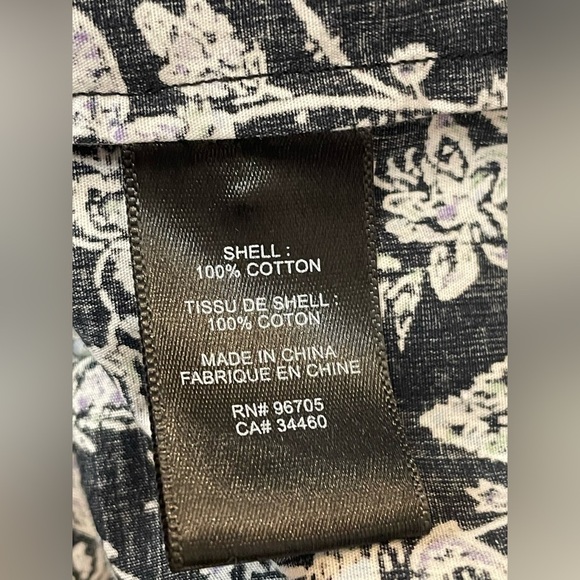 SHELL :
100% COTTON
TISSU DE SHELL :
100% COTON
MADE IN CHINA
FABRIQUE EN CHINE
RN# 96705
CA# 34460